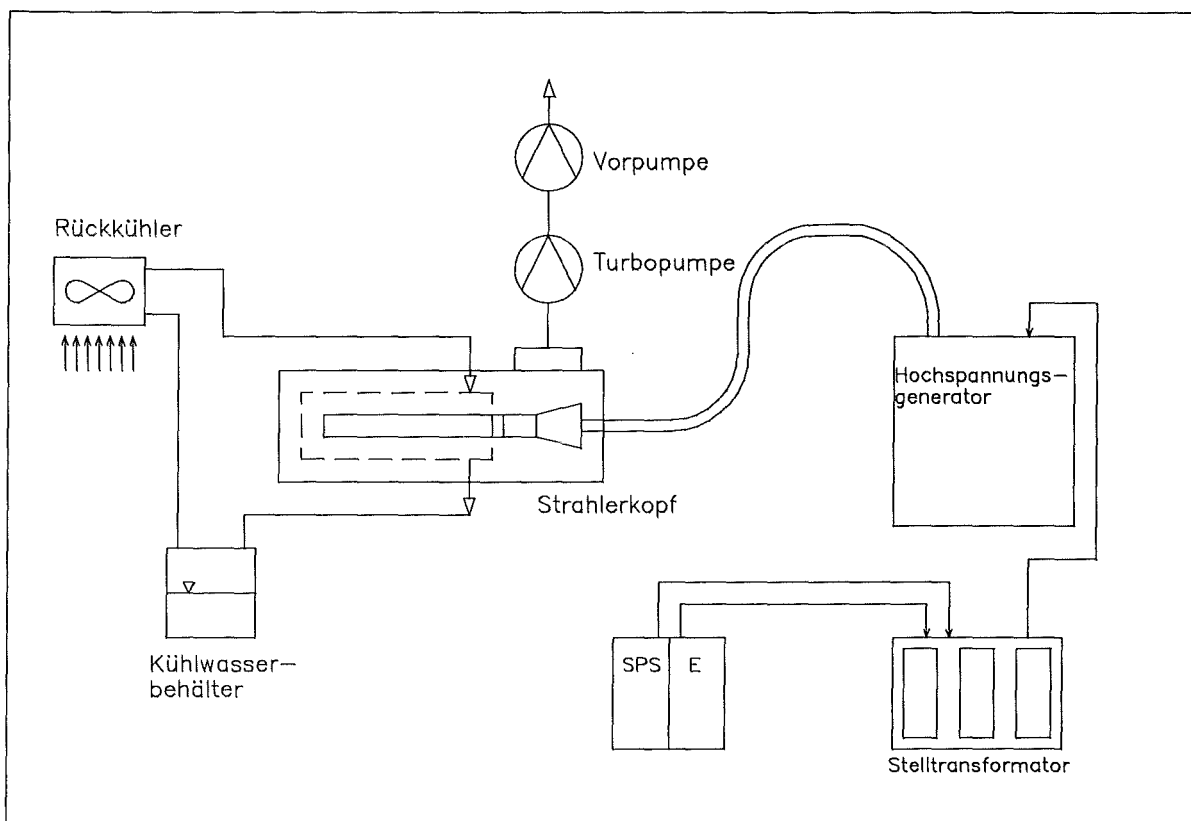 Vorpumpe
Rückkühler
Turbopumpe
Hochspannungs-
generator
Strahlerkopf
Kühlwasser-
behälter
SPS
E
Stelltransformator